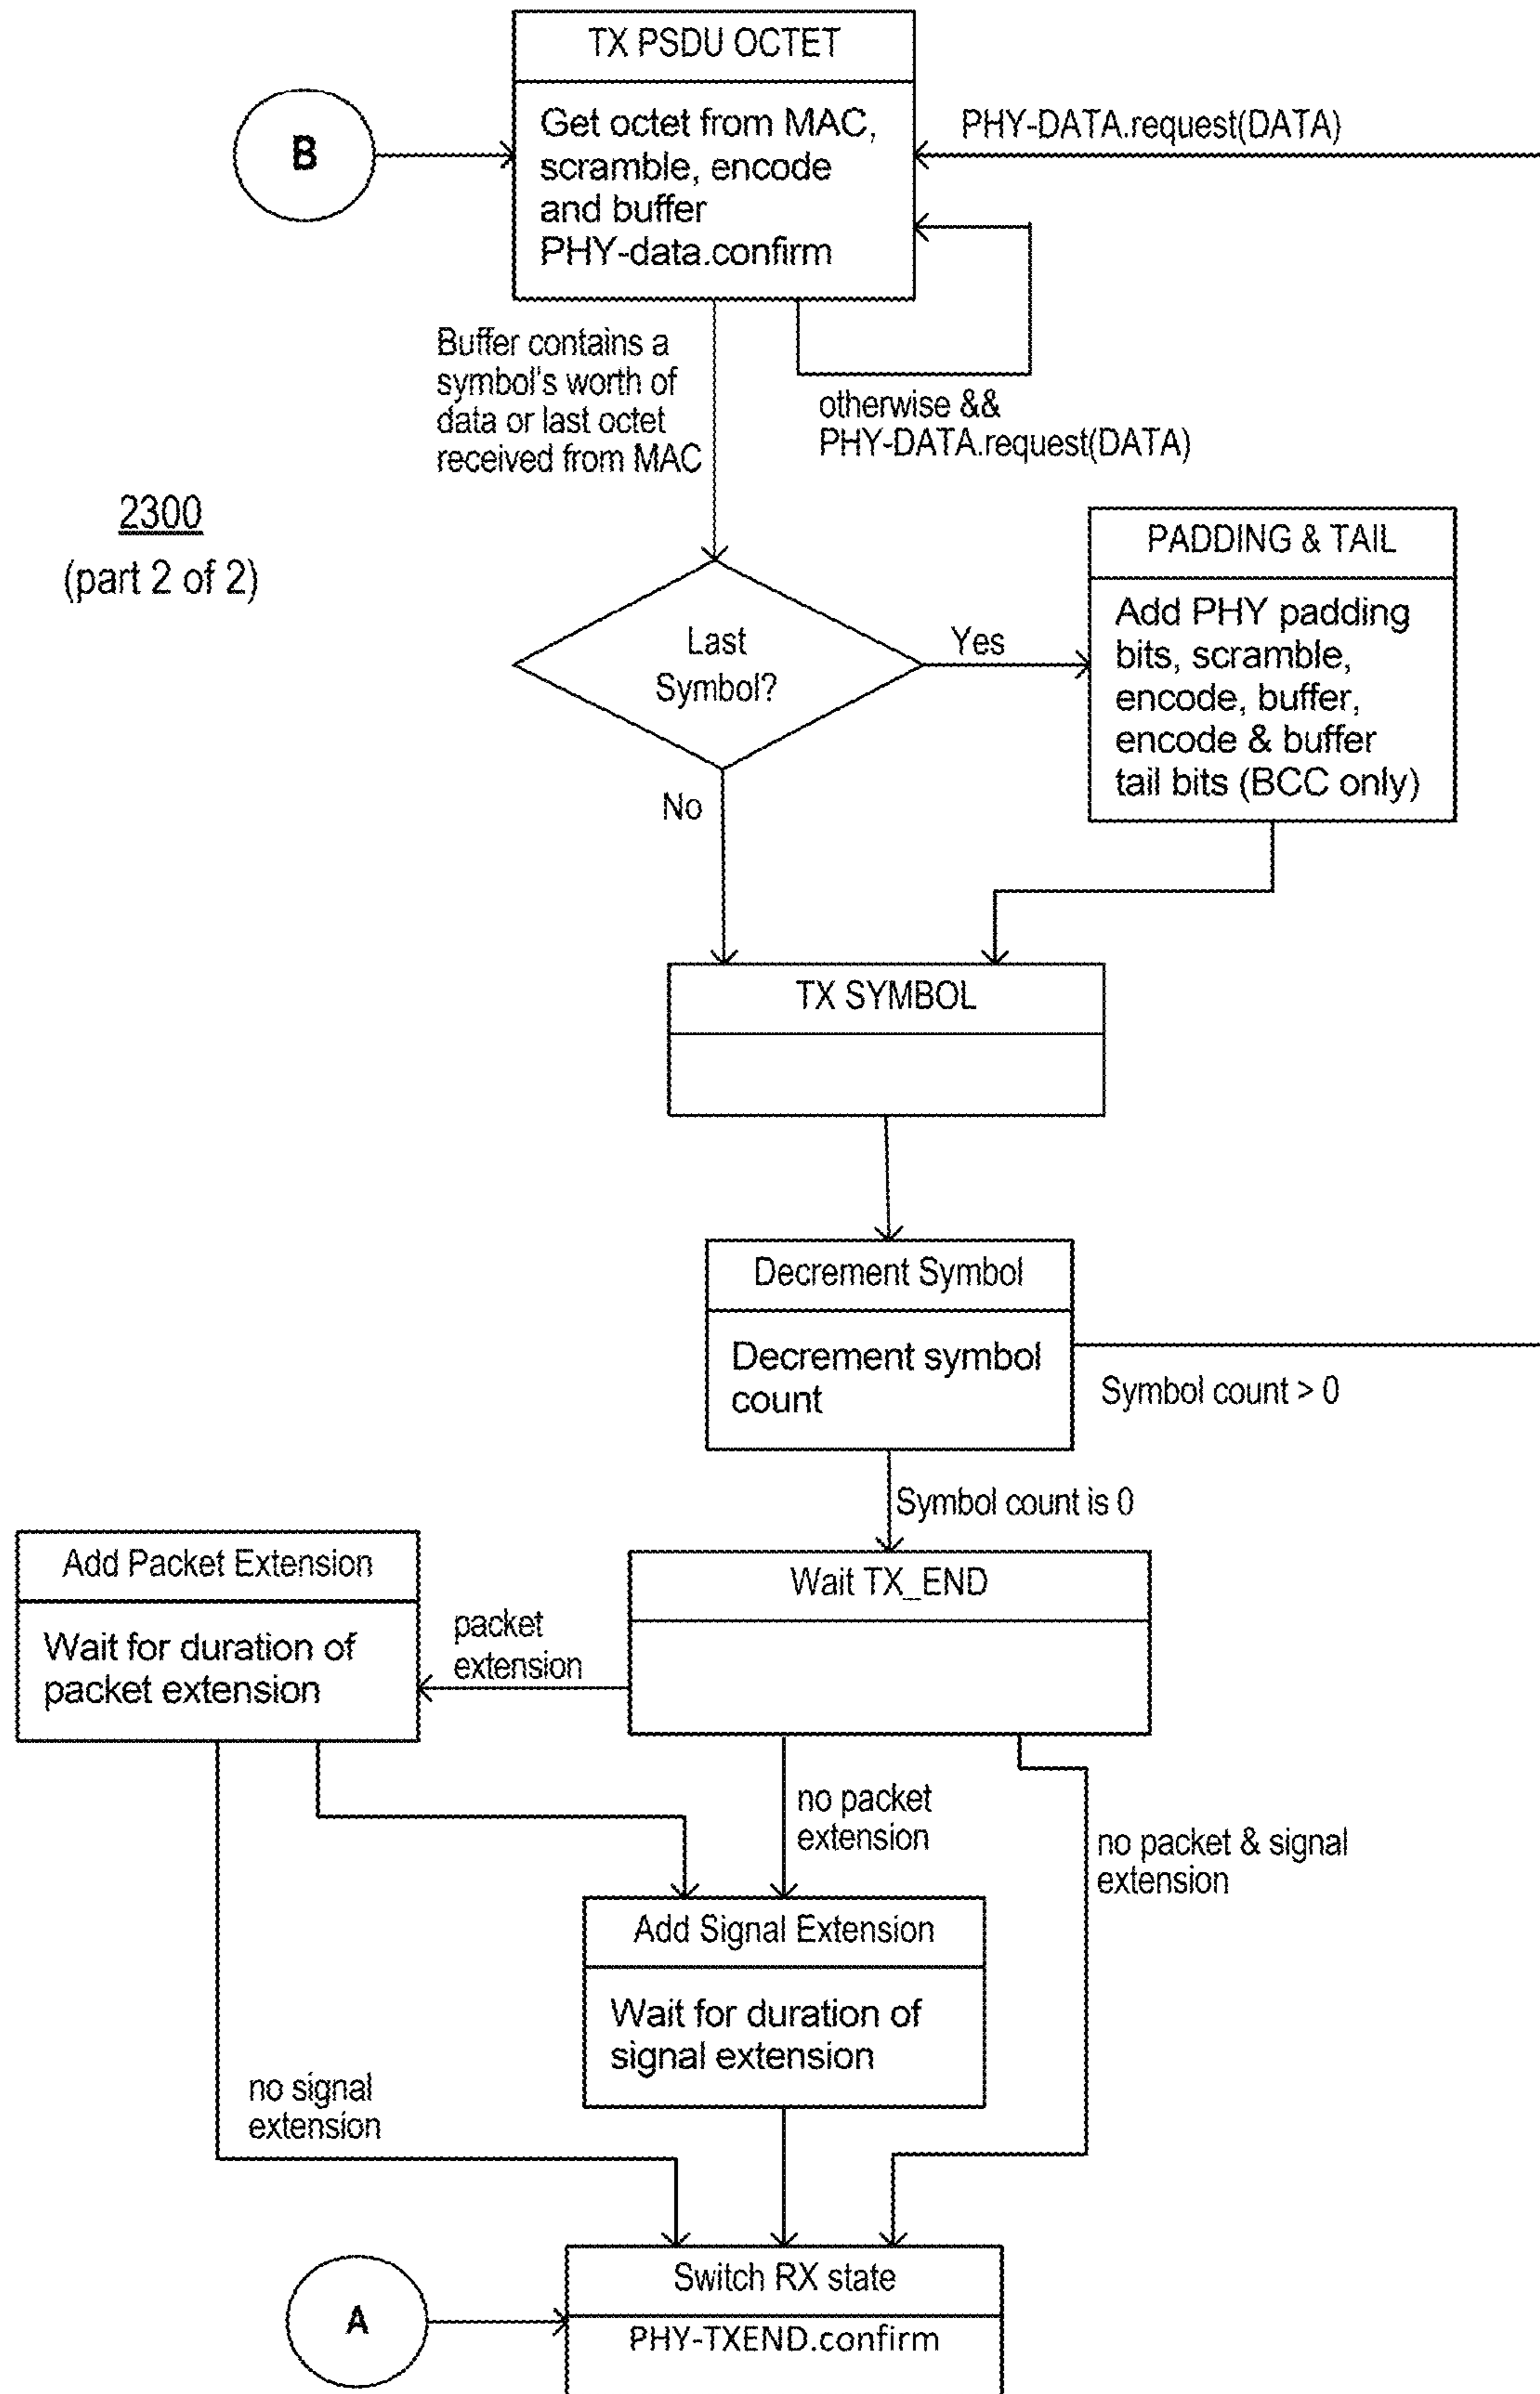 TX PSDU OCTET
B
Get octet from MAC,
scramble, encode
and buffer
PHY-data.confirm
PHY-DATA.request(DATA)
Buffer contains a
symbol's worth of
data or last octet
received from MAC
otherwise &&
PHY-DATA.request(DATA)
2300
(part 2 of 2)
PADDING & TAIL
Add PHY padding
bits, scramble,
encode, buffer,
encode & buffer
tail bits (BCC only)
Last
Symbol?
Yes
No
TX SYMBOL
Decrement Symbol
Decrement symbol
count
Symbol count > 0
Symbol count is 0
Add Packet Extension
Wait for duration of
packet extension
packet
extension
Wait TX_END
no packet
extension
no packet & signal
extension
Add Signal Extension
Wait for duration of
signal extension
no signal
extension
A
Switch RX state
PHY-TXEND.confirm